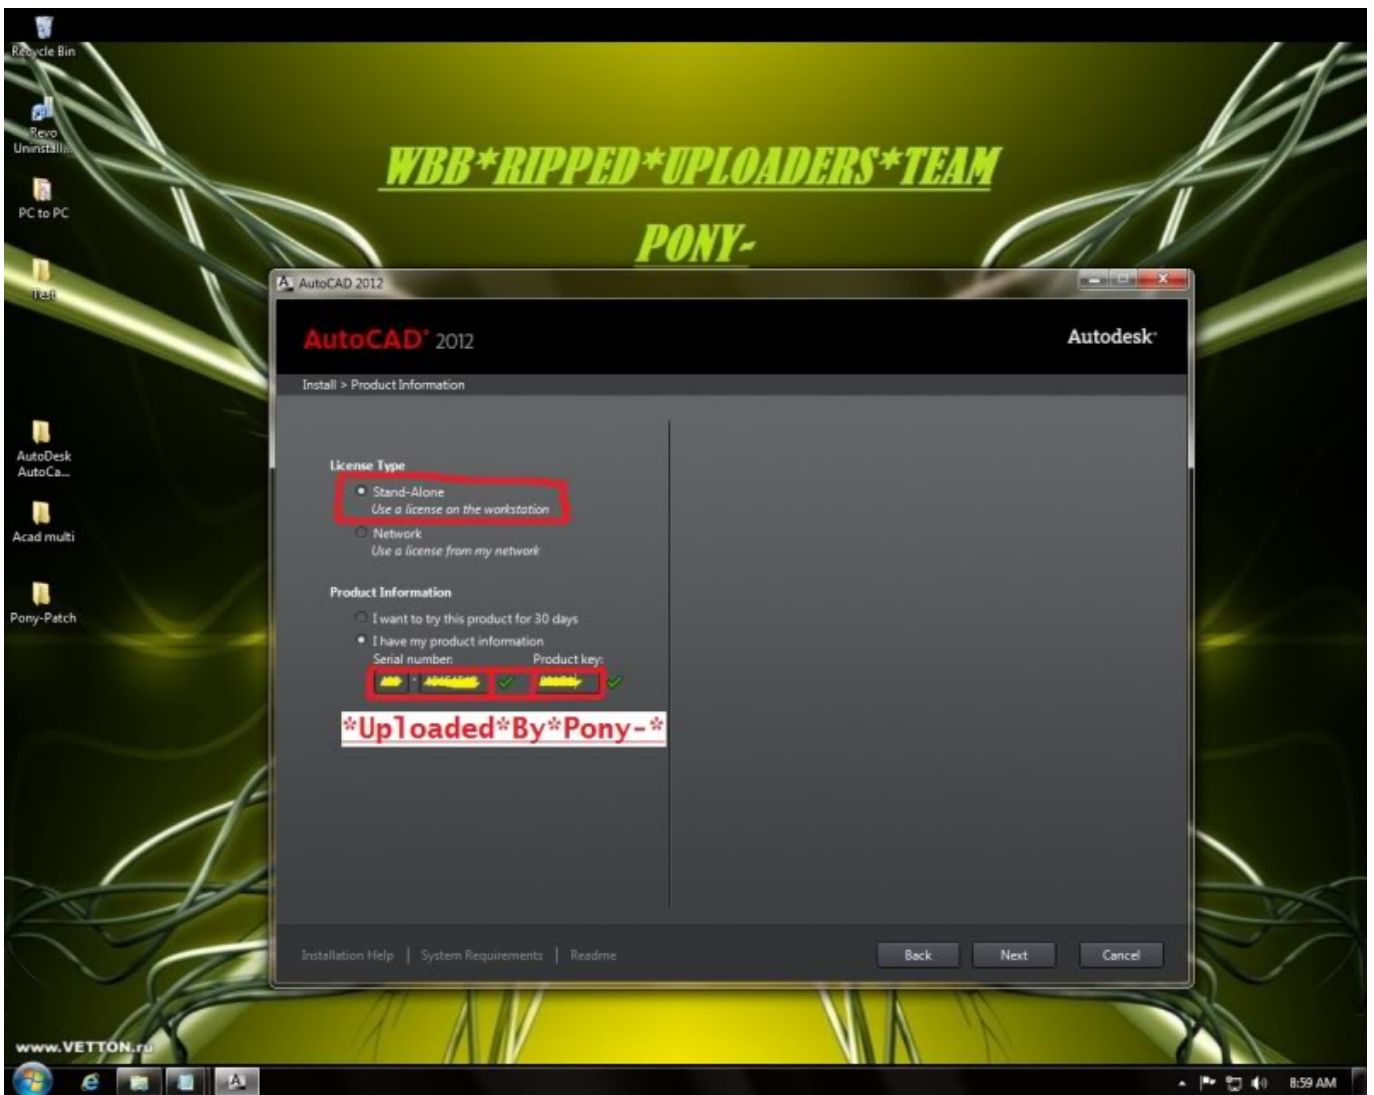 Recycle Bin
WBB*RIPPED*UPLOADERS*TEAM
PONY-
Revo
Uninstall...
PC to PC
Test
AutoDesk
AutoCa...
Acad multi
Pony-Patch
AutoCAD 2012
AutoCAD® 2012
Autodesk®
Install > Product Information
License Type
Stand-Alone
Use a license on the workstation
Network
Use a license from my network
Product Information
I want to try this product for 30 days
I have my product information
Serial number: Product key:
*Uploaded*By*Pony-*
Installation Help | System Requirements | Readme
Back Next Cancel
www.VETTON.ru
8:59 AM